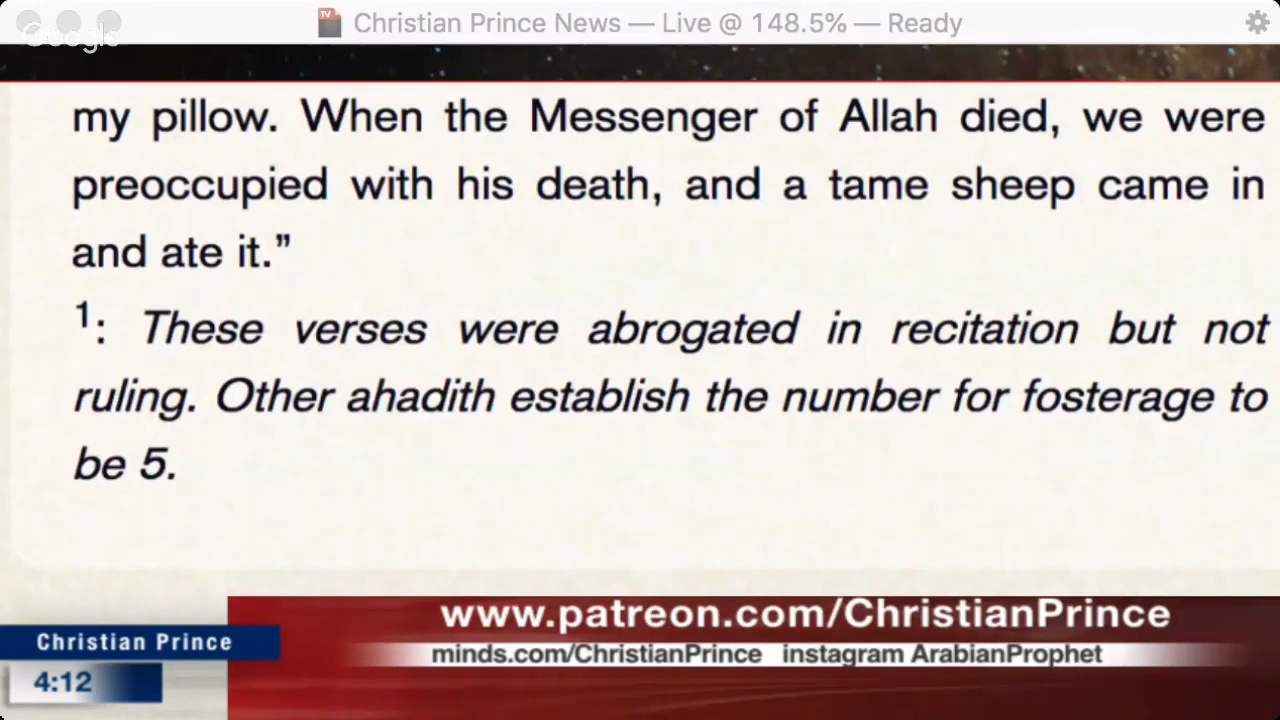 Christian Prince News — Live @ 148.5% — Ready
Google
my pillow. When the Messenger of Allah died, we were
preoccupied with his death, and a tame sheep came in
and ate it.”
1: These verses were abrogated in recitation but not
ruling. Other ahadith establish the number for fosterage to
be 5.
www.patreon.com/ChristianPrince
Christian Prince
minds.com/ChristianPrince instagram ArabianProphet
4:12